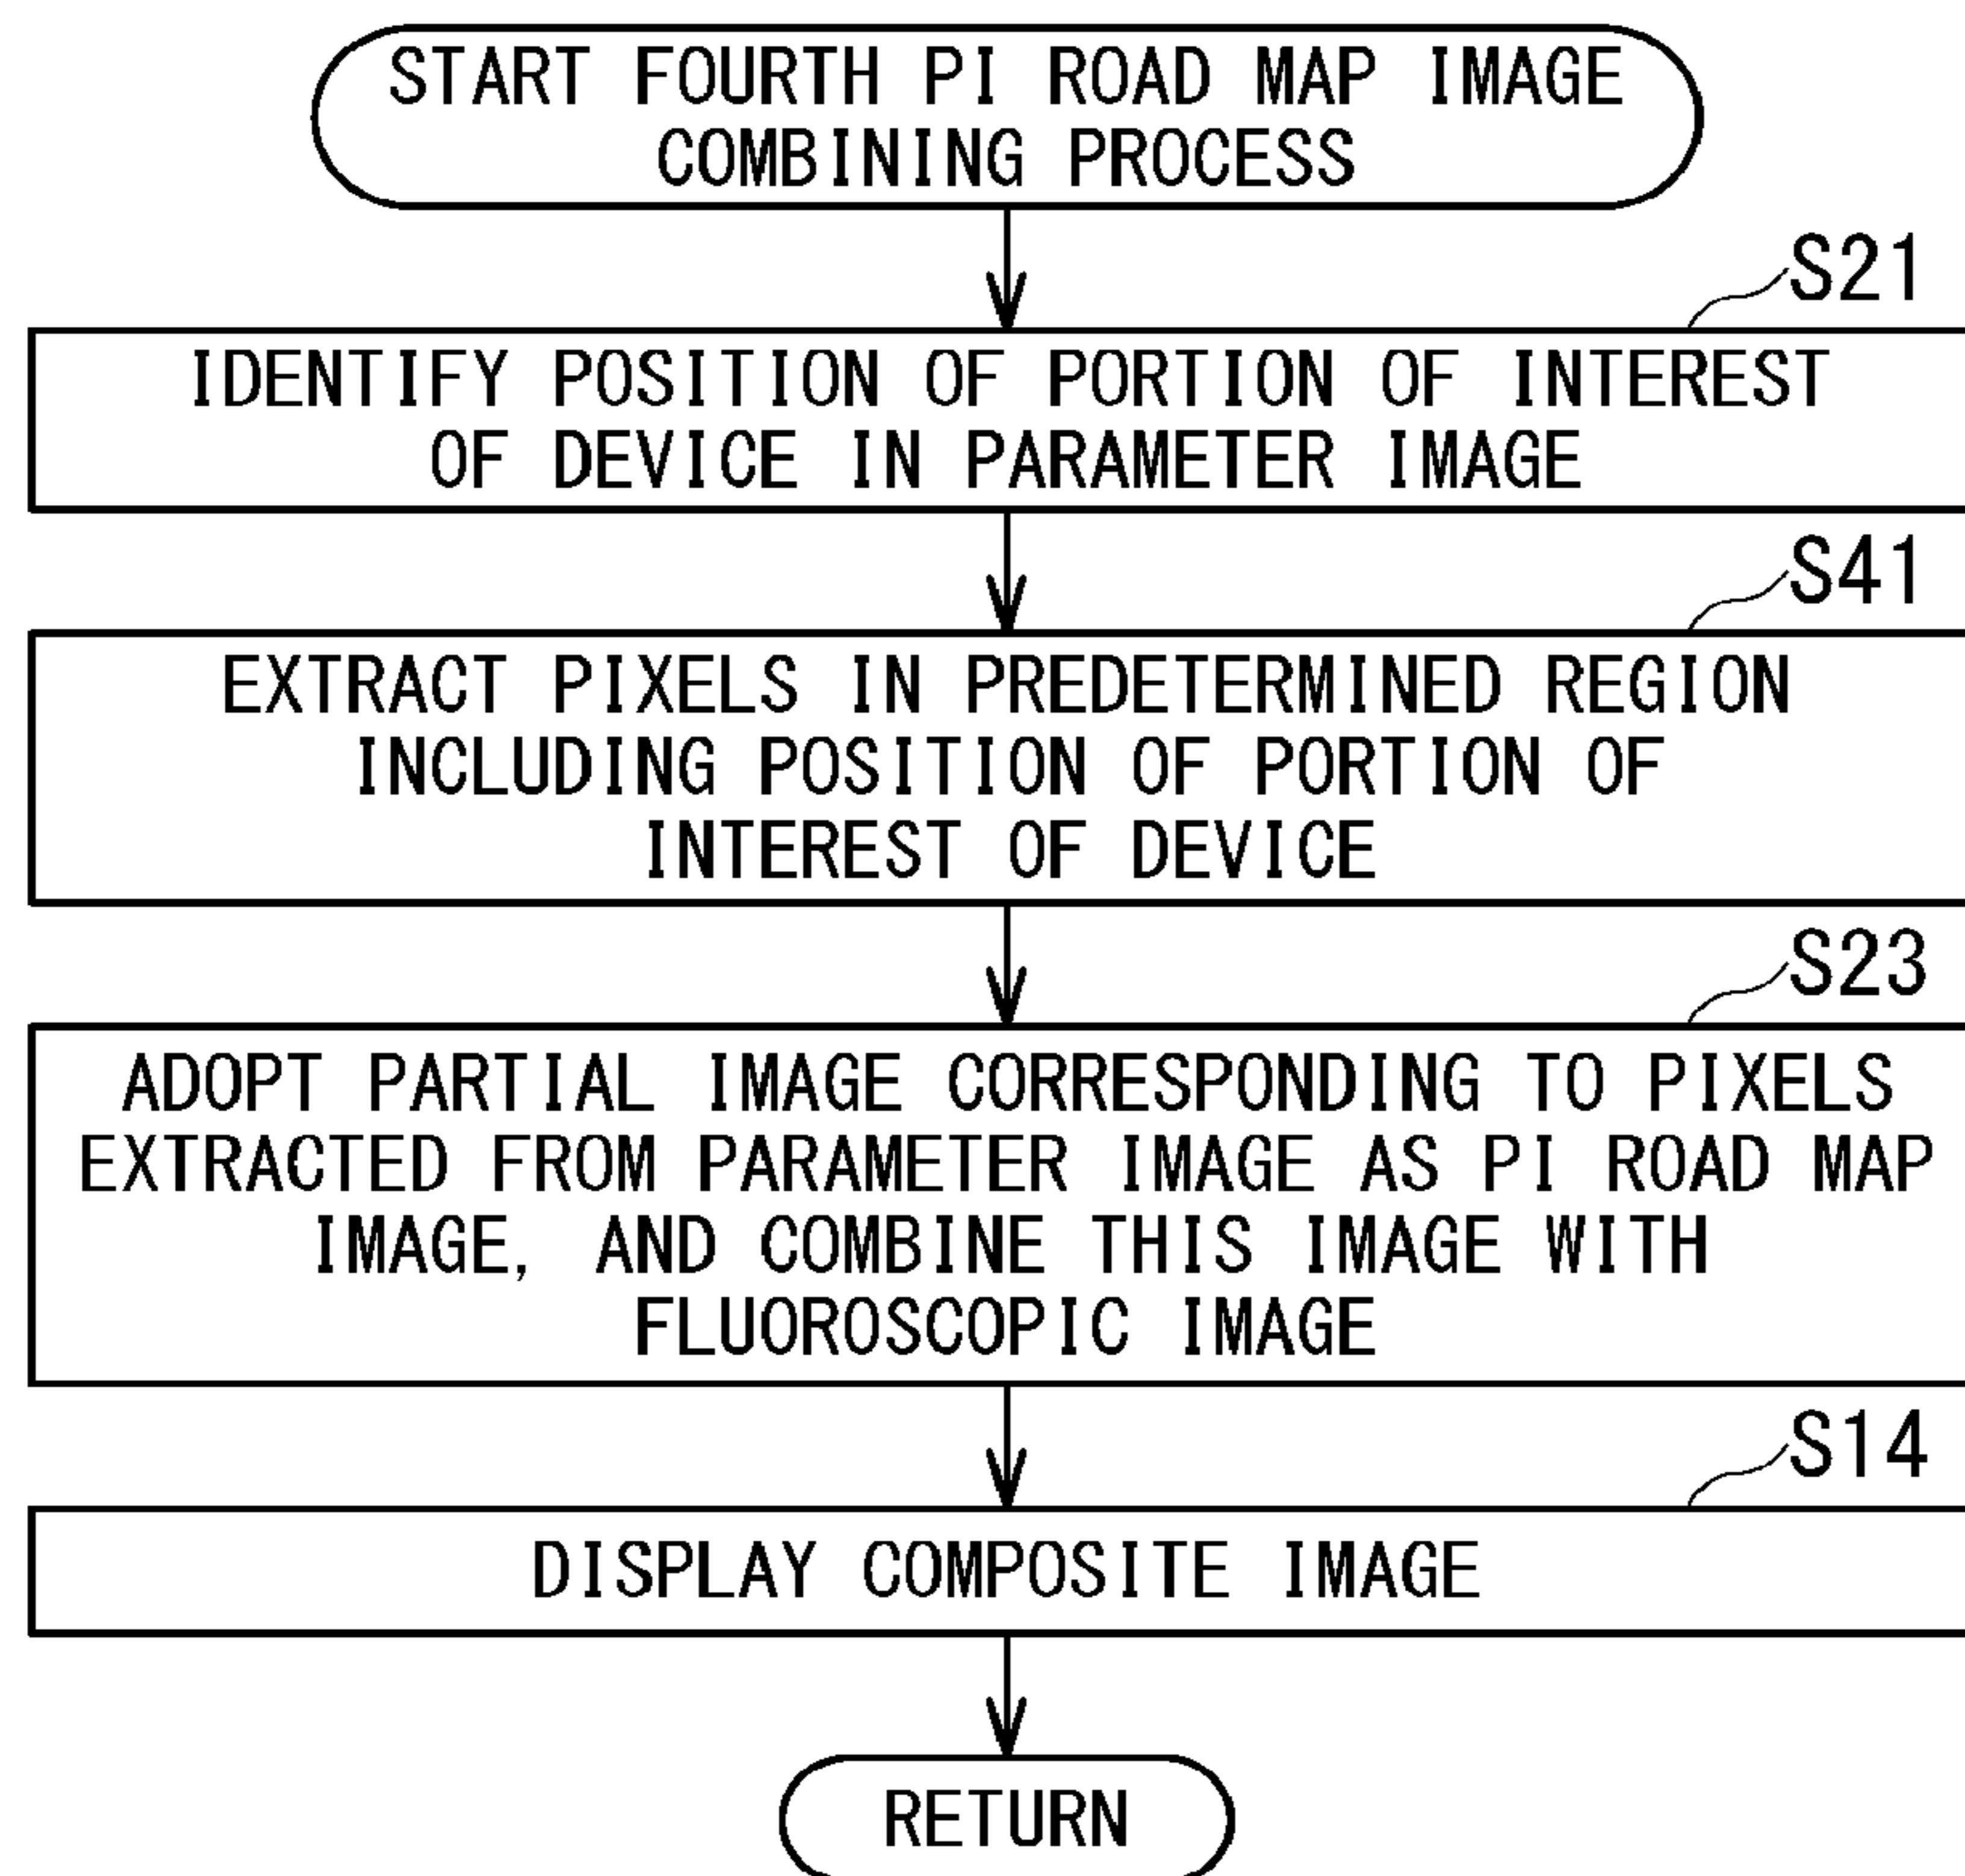 START FOURTH PI ROAD MAP IMAGE
COMBINING PROCESS
S21
IDENTIFY POSITION OF PORTION OF INTEREST
OF DEVICE IN PARAMETER IMAGE
S41
EXTRACT PIXELS IN PREDETERMINED REGION
INCLUDING POSITION OF PORTION OF
INTEREST OF DEVICE
S23
ADOPT PARTIAL IMAGE CORRESPONDING TO PIXELS
EXTRACTED FROM PARAMETER IMAGE AS PI ROAD MAP
IMAGE, AND COMBINE THIS IMAGE WITH
FLUOROSCOPIC IMAGE
S14
DISPLAY COMPOSITE IMAGE
RETURN